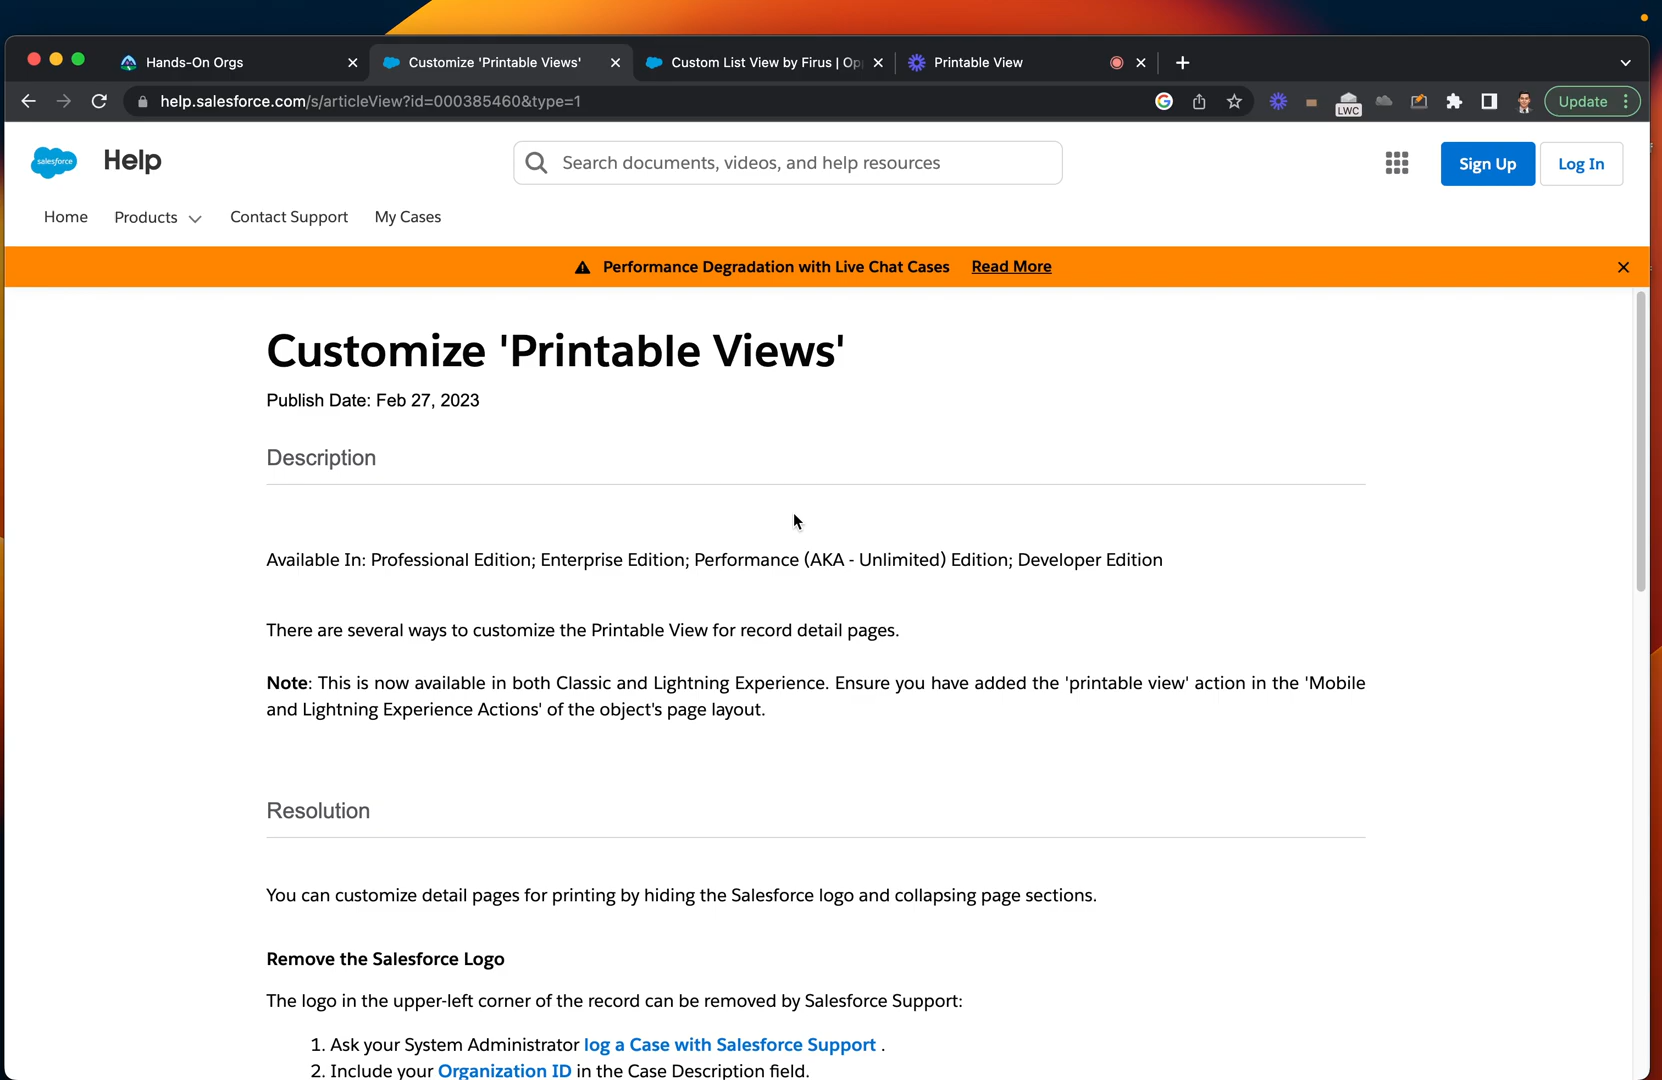 Hands-On Orgs
Customize 'Printable Views'
Custom List View by Firus | Op
Printable View
help.salesforce.com/s/articleView?id=000385460&type=1
LWC
Update
salesforce
Help
Search documents, videos, and help resources
Sign Up
Log In
Home
Products
Contact Support
My Cases
Performance Degradation with Live Chat Cases
Read More
Customize 'Printable Views'
Publish Date: Feb 27, 2023
Description
Available In: Professional Edition; Enterprise Edition; Performance (AKA - Unlimited) Edition; Developer Edition
There are several ways to customize the Printable View for record detail pages.
Note: This is now available in both Classic and Lightning Experience. Ensure you have added the 'printable view' action in the 'Mobile
and Lightning Experience Actions' of the object's page layout.
Resolution
You can customize detail pages for printing by hiding the Salesforce logo and collapsing page sections.
Remove the Salesforce Logo
The logo in the upper-left corner of the record can be removed by Salesforce Support:
1. Ask your System Administrator log a Case with Salesforce Support .
2. Include your Organization ID in the Case Description field.